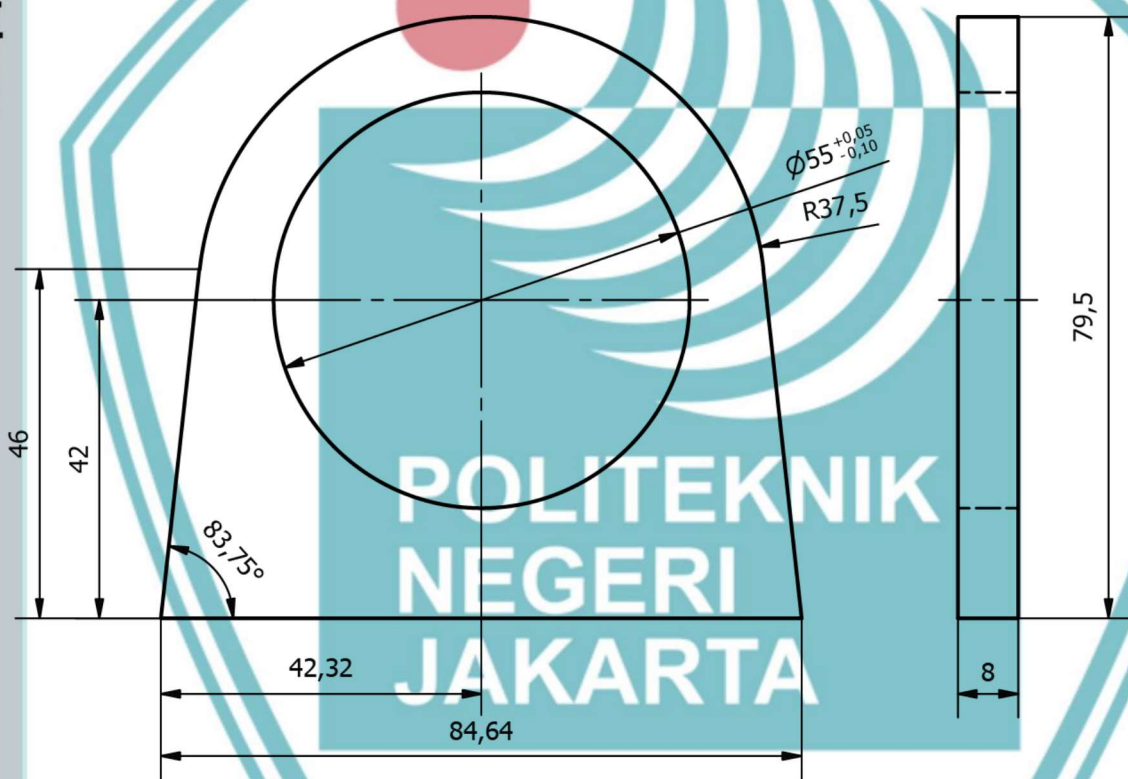 Ø55 +0,05 -0,10
R37,5
79,5
46
42
83,75°
POLITEKNIK
NEGERI
JAKARTA
42,32
84,64
8